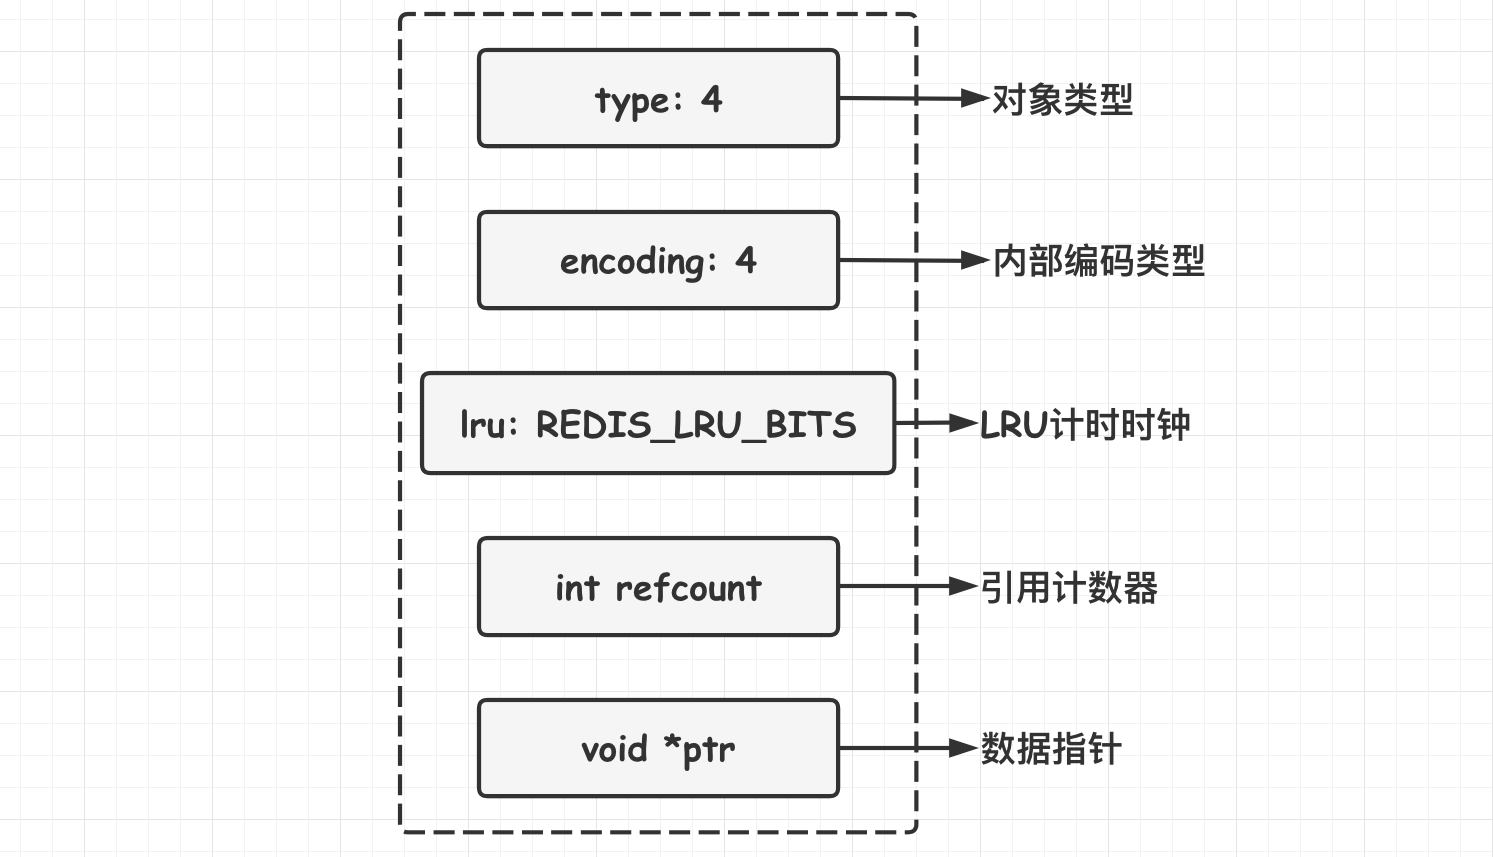 type: 4
对象类型
encoding: 4
内部编码类型
lru: REDIS_LRU_BITS
LRU计时时钟
int refcount
引用计数器
void *ptr
数据指针